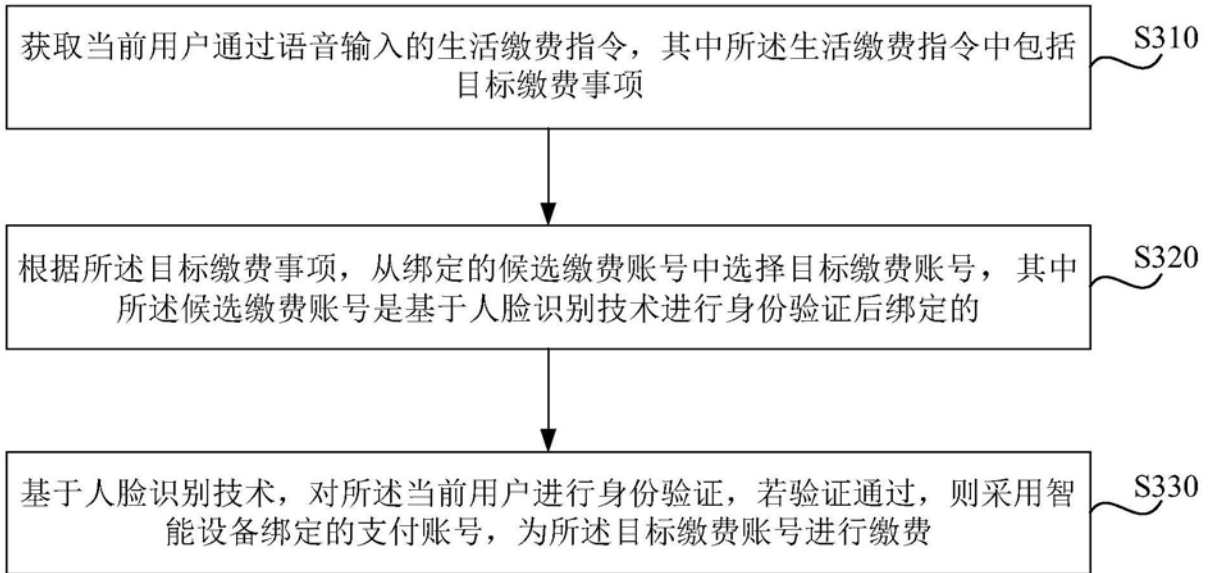 获取当前用户通过语音输入的生活缴费指令，其中所述生活缴费指令中包括
目标缴费事项
S310
根据所述目标缴费事项，从绑定的候选缴费账号中选择目标缴费账号，其中
所述候选缴费账号是基于人脸识别技术进行身份验证后绑定的
S320
基于人脸识别技术，对所述当前用户进行身份验证，若验证通过，则采用智
能设备绑定的支付账号，为所述目标缴费账号进行缴费
S330